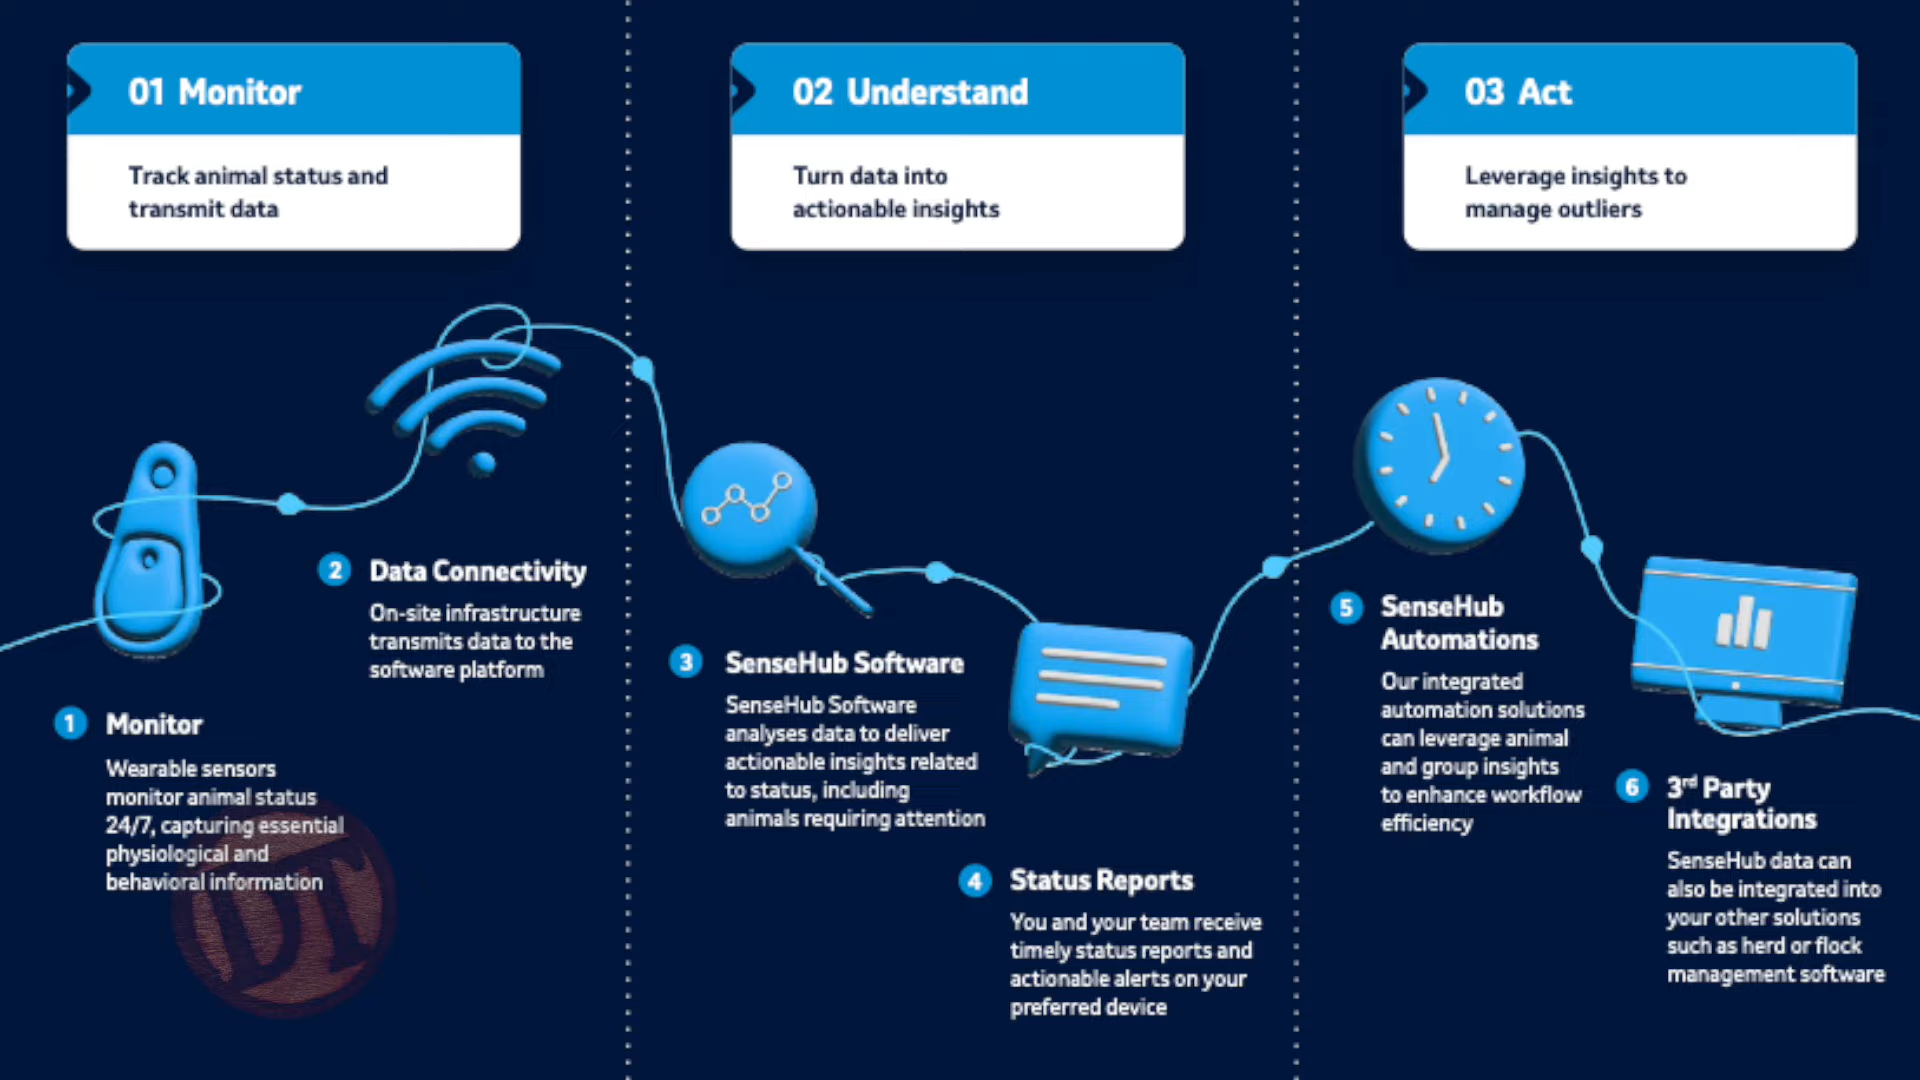 01 Monitor
Track animal status and
transmit data
02 Understand
Turn data into
actionable insights
03 Act
Leverage insights to
manage outliers
1 Monitor
Wearable sensors
monitor animal status
24/7, capturing essential
physiological and
behavioral information
2 Data Connectivity
On-site infrastructure
transmits data to the
software platform
3 SenseHub Software
SenseHub Software
analyses data to deliver
actionable insights related
to status, including
animals requiring attention
4 Status Reports
You and your team receive
timely status reports and
actionable alerts on your
preferred device
5 SenseHub
Automations
Our integrated
automation solutions
can leverage animal
and group insights
to enhance workflow
efficiency
6 3rd Party
Integrations
SenseHub data can
also be integrated into
your other solutions
such as herd or flock
management software
DT